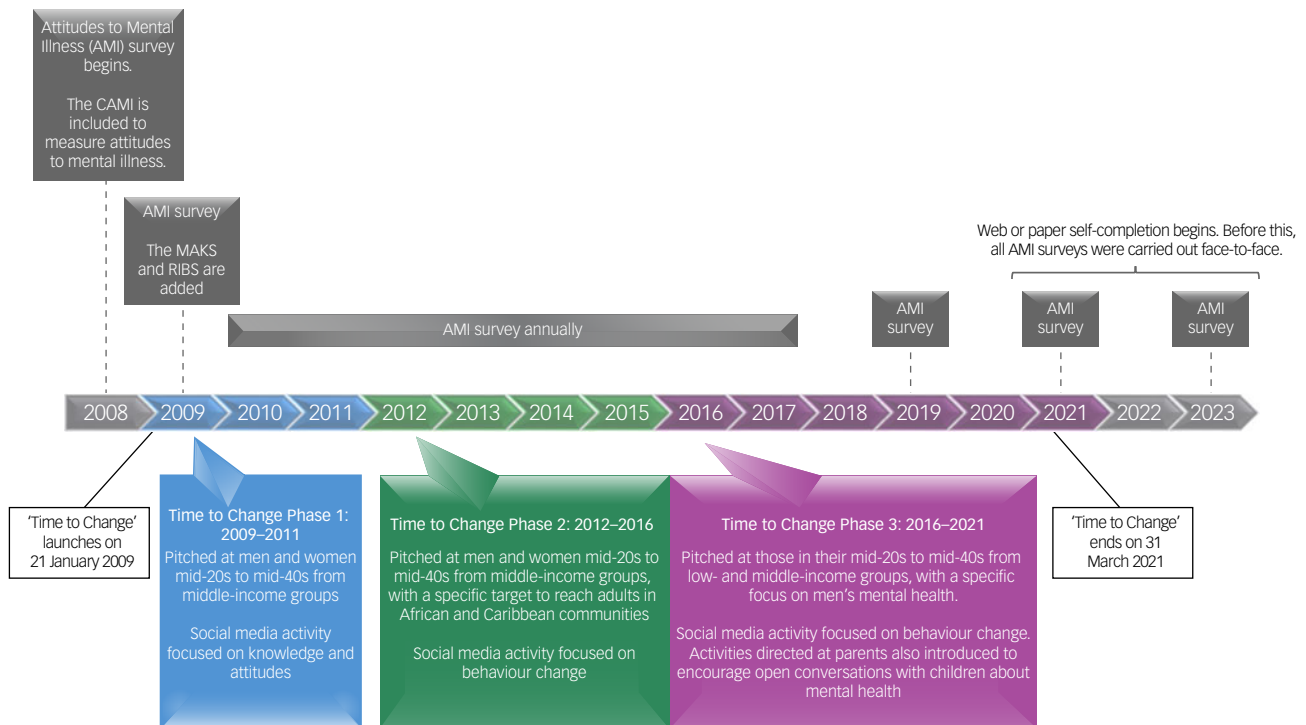 Attitudes to Mental
Illness (AMI) survey
begins.
The CAMI is
included to
measure attitudes
to mental illness.
AMI survey
The MAKS
and RIBS are
added
AMI survey annually
Web or paper self-completion begins. Before this,
all AMI surveys were carried out face-to-face.
AMI
survey
AMI
survey
AMI
survey
2008
2009
2010
2011
2012
2013
2014
2015
2016
2017
2018
2019
2020
2021
2022
2023
'Time to Change'
launches on
21 January 2009
Time to Change Phase 1:
2009–2011
Pitched at men and women
mid-20s to mid-40s from
middle-income groups
Social media activity
focused on knowledge and
attitudes
Time to Change Phase 2: 2012–2016
Pitched at men and women mid-20s to
mid-40s from middle-income groups,
with a specific target to reach adults in
African and Caribbean communities
Social media activity focused on
behaviour change
Time to Change Phase 3: 2016–2021
Pitched at those in their mid-20s to mid-40s from
low- and middle-income groups, with a specific
focus on men's mental health.
Social media activity focused on behaviour change.
Activities directed at parents also introduced to
encourage open conversations with children about
mental health
'Time to Change'
ends on 31
March 2021